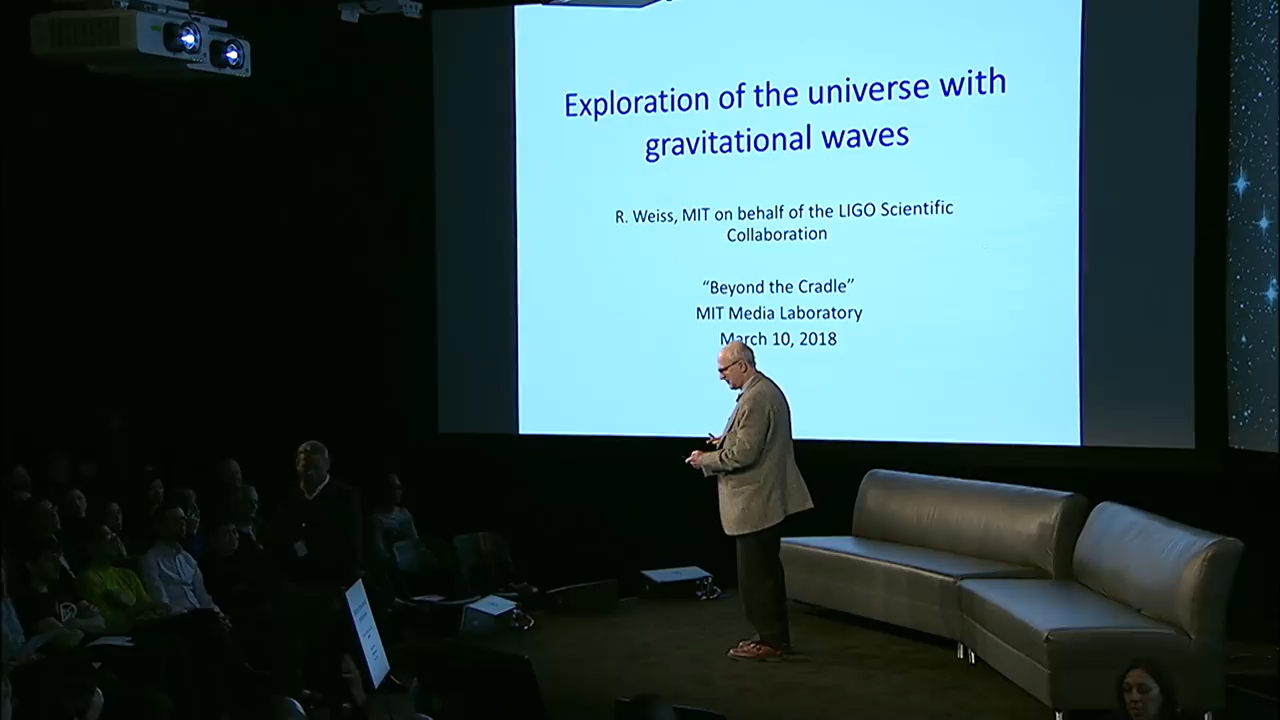 Exploration of the universe with
gravitational waves
R. Weiss, MIT on behalf of the LIGO Scientific
Collaboration
“Beyond the Cradle”
MIT Media Laboratory
March 10, 2018